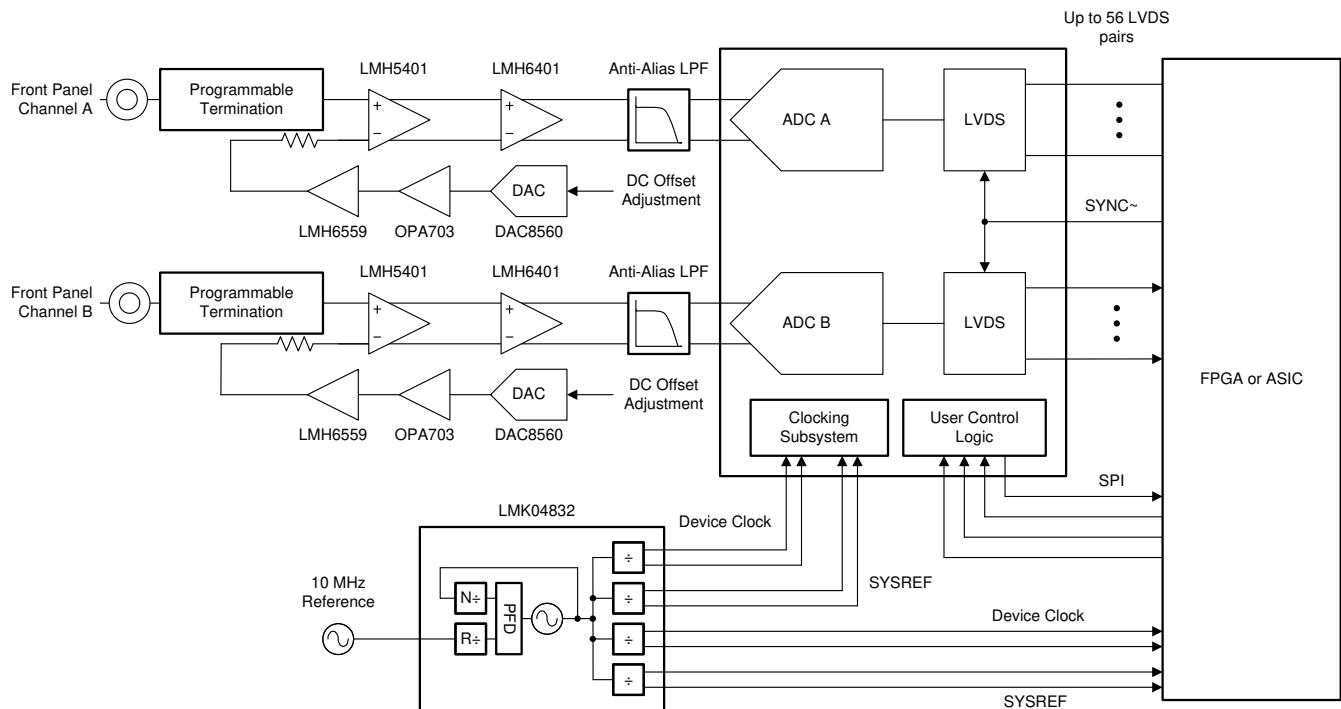 Up to 56 LVDS
pairs
LMH5401
LMH6401
Anti-Alias LPF
Front Panel
Channel A
Programmable
Termination
+
−
+
−
ADC A
LVDS
DAC
DC Offset
Adjustment
LMH6559
OPA703
DAC8560
SYNC~
LMH5401
LMH6401
Anti-Alias LPF
Front Panel
Channel B
Programmable
Termination
+
−
+
−
ADC B
LVDS
FPGA or ASIC
DAC
DC Offset
Adjustment
LMH6559
OPA703
DAC8560
Clocking
Subsystem
User Control
Logic
SPI
LMK04832
Device Clock
÷
10 MHz
Reference
N÷
PFD
R÷
÷
SYSREF
÷
Device Clock
÷
SYSREF